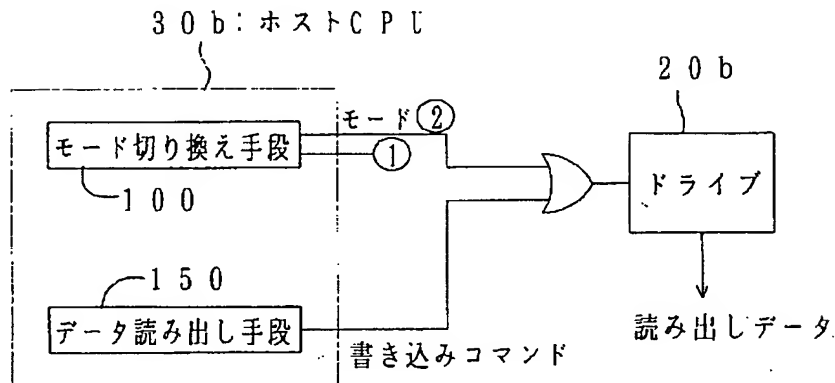 30b:ホストCPU
20b
モード②
モード切り換え手段
①
100
ドライブ
150
データ読み出し手段
読み出しデータ
書き込みコマンド